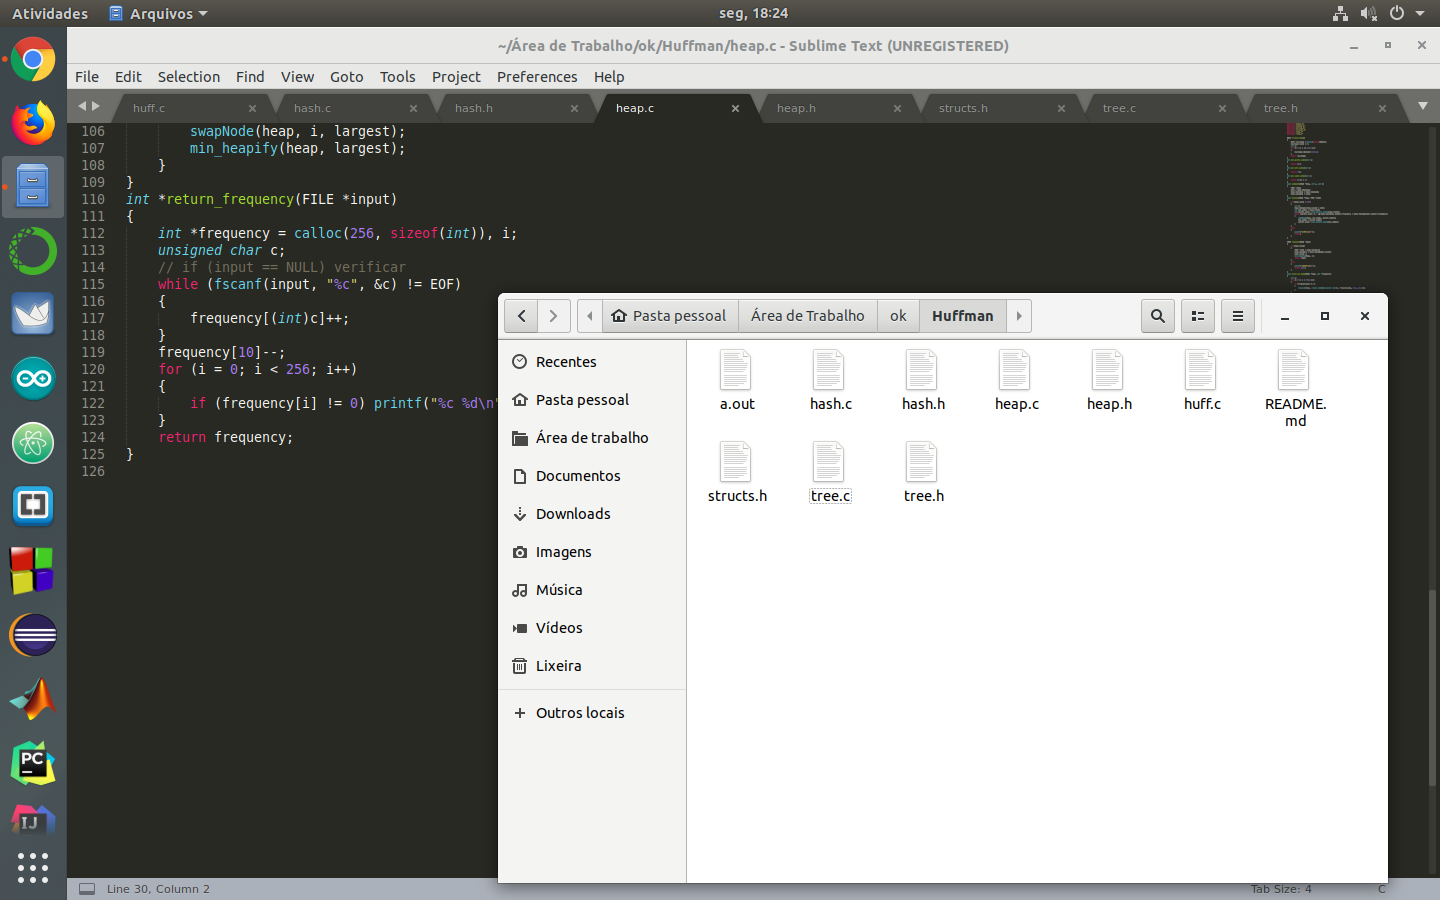 Atividades Arquivos seg, 18:24
~/Área de Trabalho/ok/Huffman/heap.c - Sublime Text (UNREGISTERED)
File Edit Selection Find View Goto Tools Project Preferences Help
huff.c hash.c hash.h heap.c heap.h structs.h tree.c tree.h
106 swapNode(heap, i, largest);
107 min_heapify(heap, largest);
108 }
109 }
110 int *return_frequency(FILE *input)
111 {
112 int *frequency = calloc(256, sizeof(int)), i;
113 unsigned char c;
114 // if (input == NULL) verificar
115 while (fscanf(input, "%c", &c) != EOF)
116 {
117 frequency[(int)c]++;
118 }
119 frequency[10]--;
120 for (i = 0; i < 256; i++)
121 {
122 if (frequency[i] != 0) printf("%c %d\n"
123 }
124 return frequency;
125 }
126
Pasta pessoal Área de Trabalho ok Huffman
Recentes
Pasta pessoal
Área de trabalho
Documentos
Downloads
Imagens
Música
Vídeos
Lixeira
Outros locais
a.out hash.c hash.h heap.c heap.h huff.c README.
md
structs.h tree.c tree.h
PC
IJ
Line 30, Column 2 Tab Size: 4 C